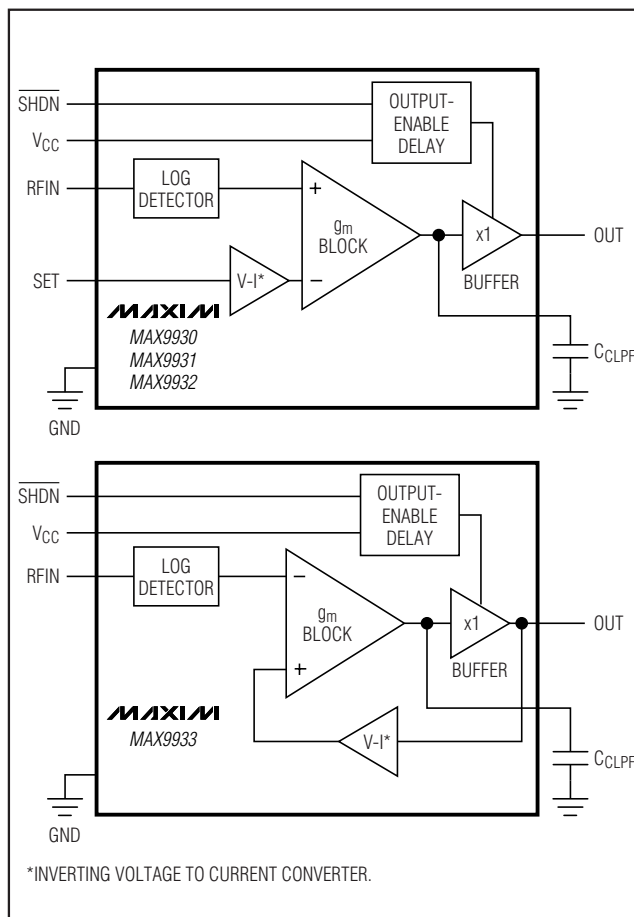 SHDN
VCC
RFIN
SET
GND
LOG
DETECTOR
OUTPUT-
ENABLE
DELAY
+
−
gm
BLOCK
V-I*
x1
BUFFER
OUT
CCLPF
MAXIM
MAX9930
MAX9931
MAX9932
SHDN
VCC
RFIN
GND
LOG
DETECTOR
OUTPUT-
ENABLE
DELAY
−
+
gm
BLOCK
V-I*
x1
BUFFER
OUT
CCLPF
MAXIM
MAX9933
*INVERTING VOLTAGE TO CURRENT CONVERTER.